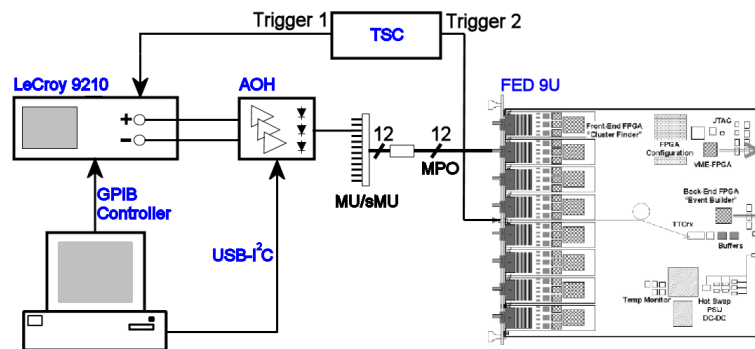 Trigger 1
TSC
Trigger 2
LeCroy 9210
AOH
FED 9U
+
−
12
12
MPO
MU/sMU
GPIB
Controller
USB-I²C
Front-End FPGA
"Cluster Finder"
FPGA
Configuration
JTAG
VME-FPGA
Back-End FPGA
"Event Builder"
TTCrx
Buffers
Temp Monitor
Hot Swap
PSU
DC-DC